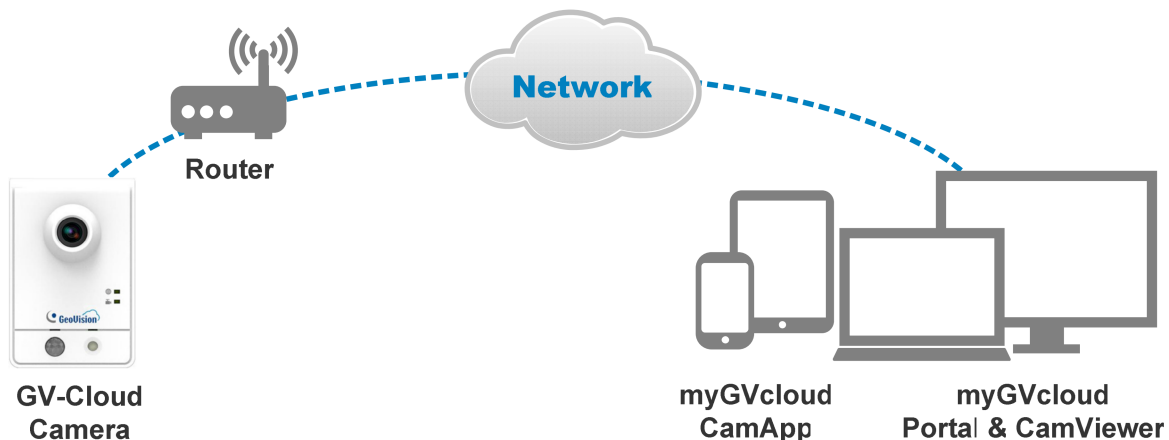 Network
Router
GeoVision
GV-Cloud
Camera
myGVcloud
CamApp
myGVcloud
Portal & CamViewer